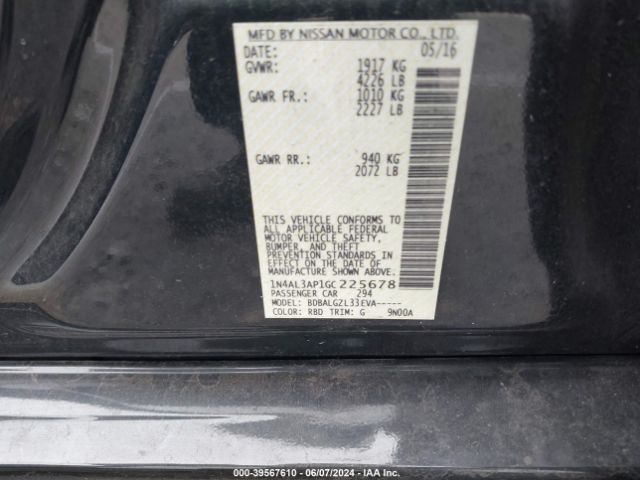 MFD BY NISSAN MOTOR CO., LTD.
DATE: 05/16
GVWR: 1917 KG
4226 LB
GAWR FR.: 1010 KG
2227 LB
GAWR RR.: 940 KG
2072 LB
THIS VEHICLE CONFORMS TO
ALL APPLICABLE FEDERAL
MOTOR VEHICLE SAFETY,
BUMPER, AND THEFT
PREVENTION STANDARDS IN
EFFECT ON THE DATE OF
MANUFACTURE SHOWN ABOVE.
1N4AL3AP1GC225678
PASSENGER CAR 294
MODEL: BDBALGZL33EVA-----
COLOR: RBD TRIM: G 9N00A
000-39567610 - 06/07/2024 - IAA Inc.